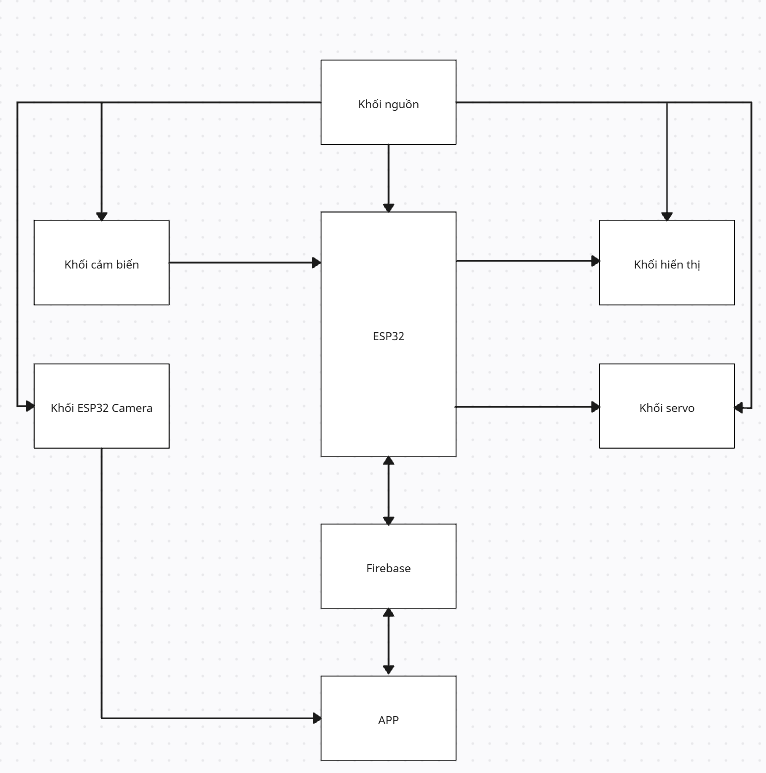 Khối nguồn
Khối cảm biến
ESP32
Khối hiển thị
Khối ESP32 Camera
Khối servo
Firebase
APP